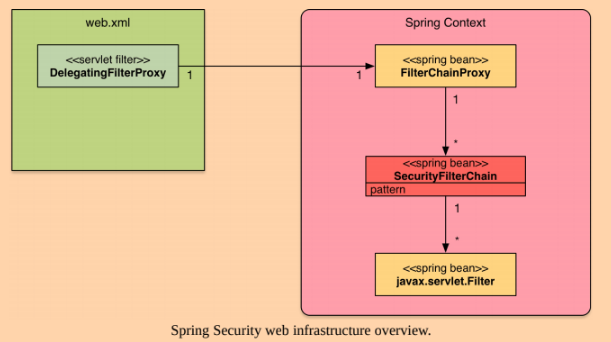 web.xml
Spring Context
<<servlet filter>>
DelegatingFilterProxy
1
1
<<spring bean>>
FilterChainProxy
1
*
<<spring bean>>
SecurityFilterChain
pattern
1
*
<<spring bean>>
javax.servlet.Filter
Spring Security web infrastructure overview.